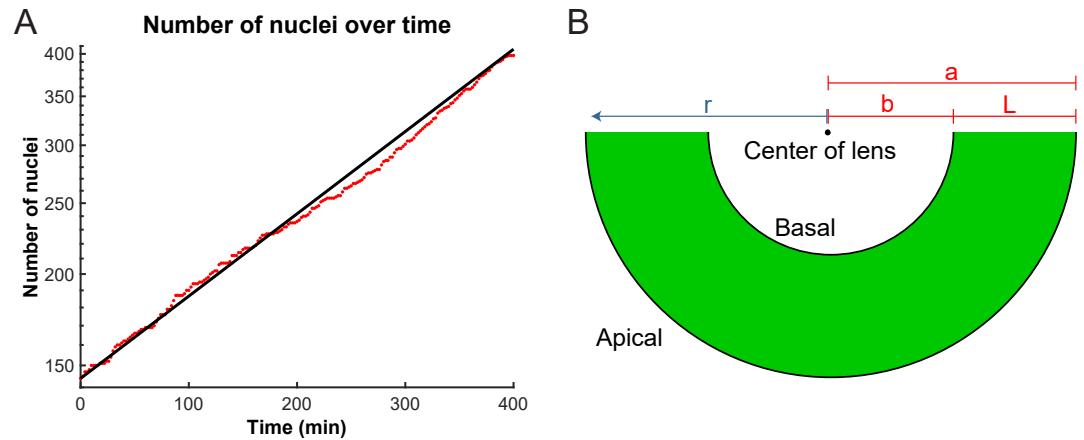 A
Number of nuclei over time
400
300
250
200
150
Number of nuclei
0
100
200
300
400
Time (min)
B
a
r
b
L
Center of lens
Basal
Apical